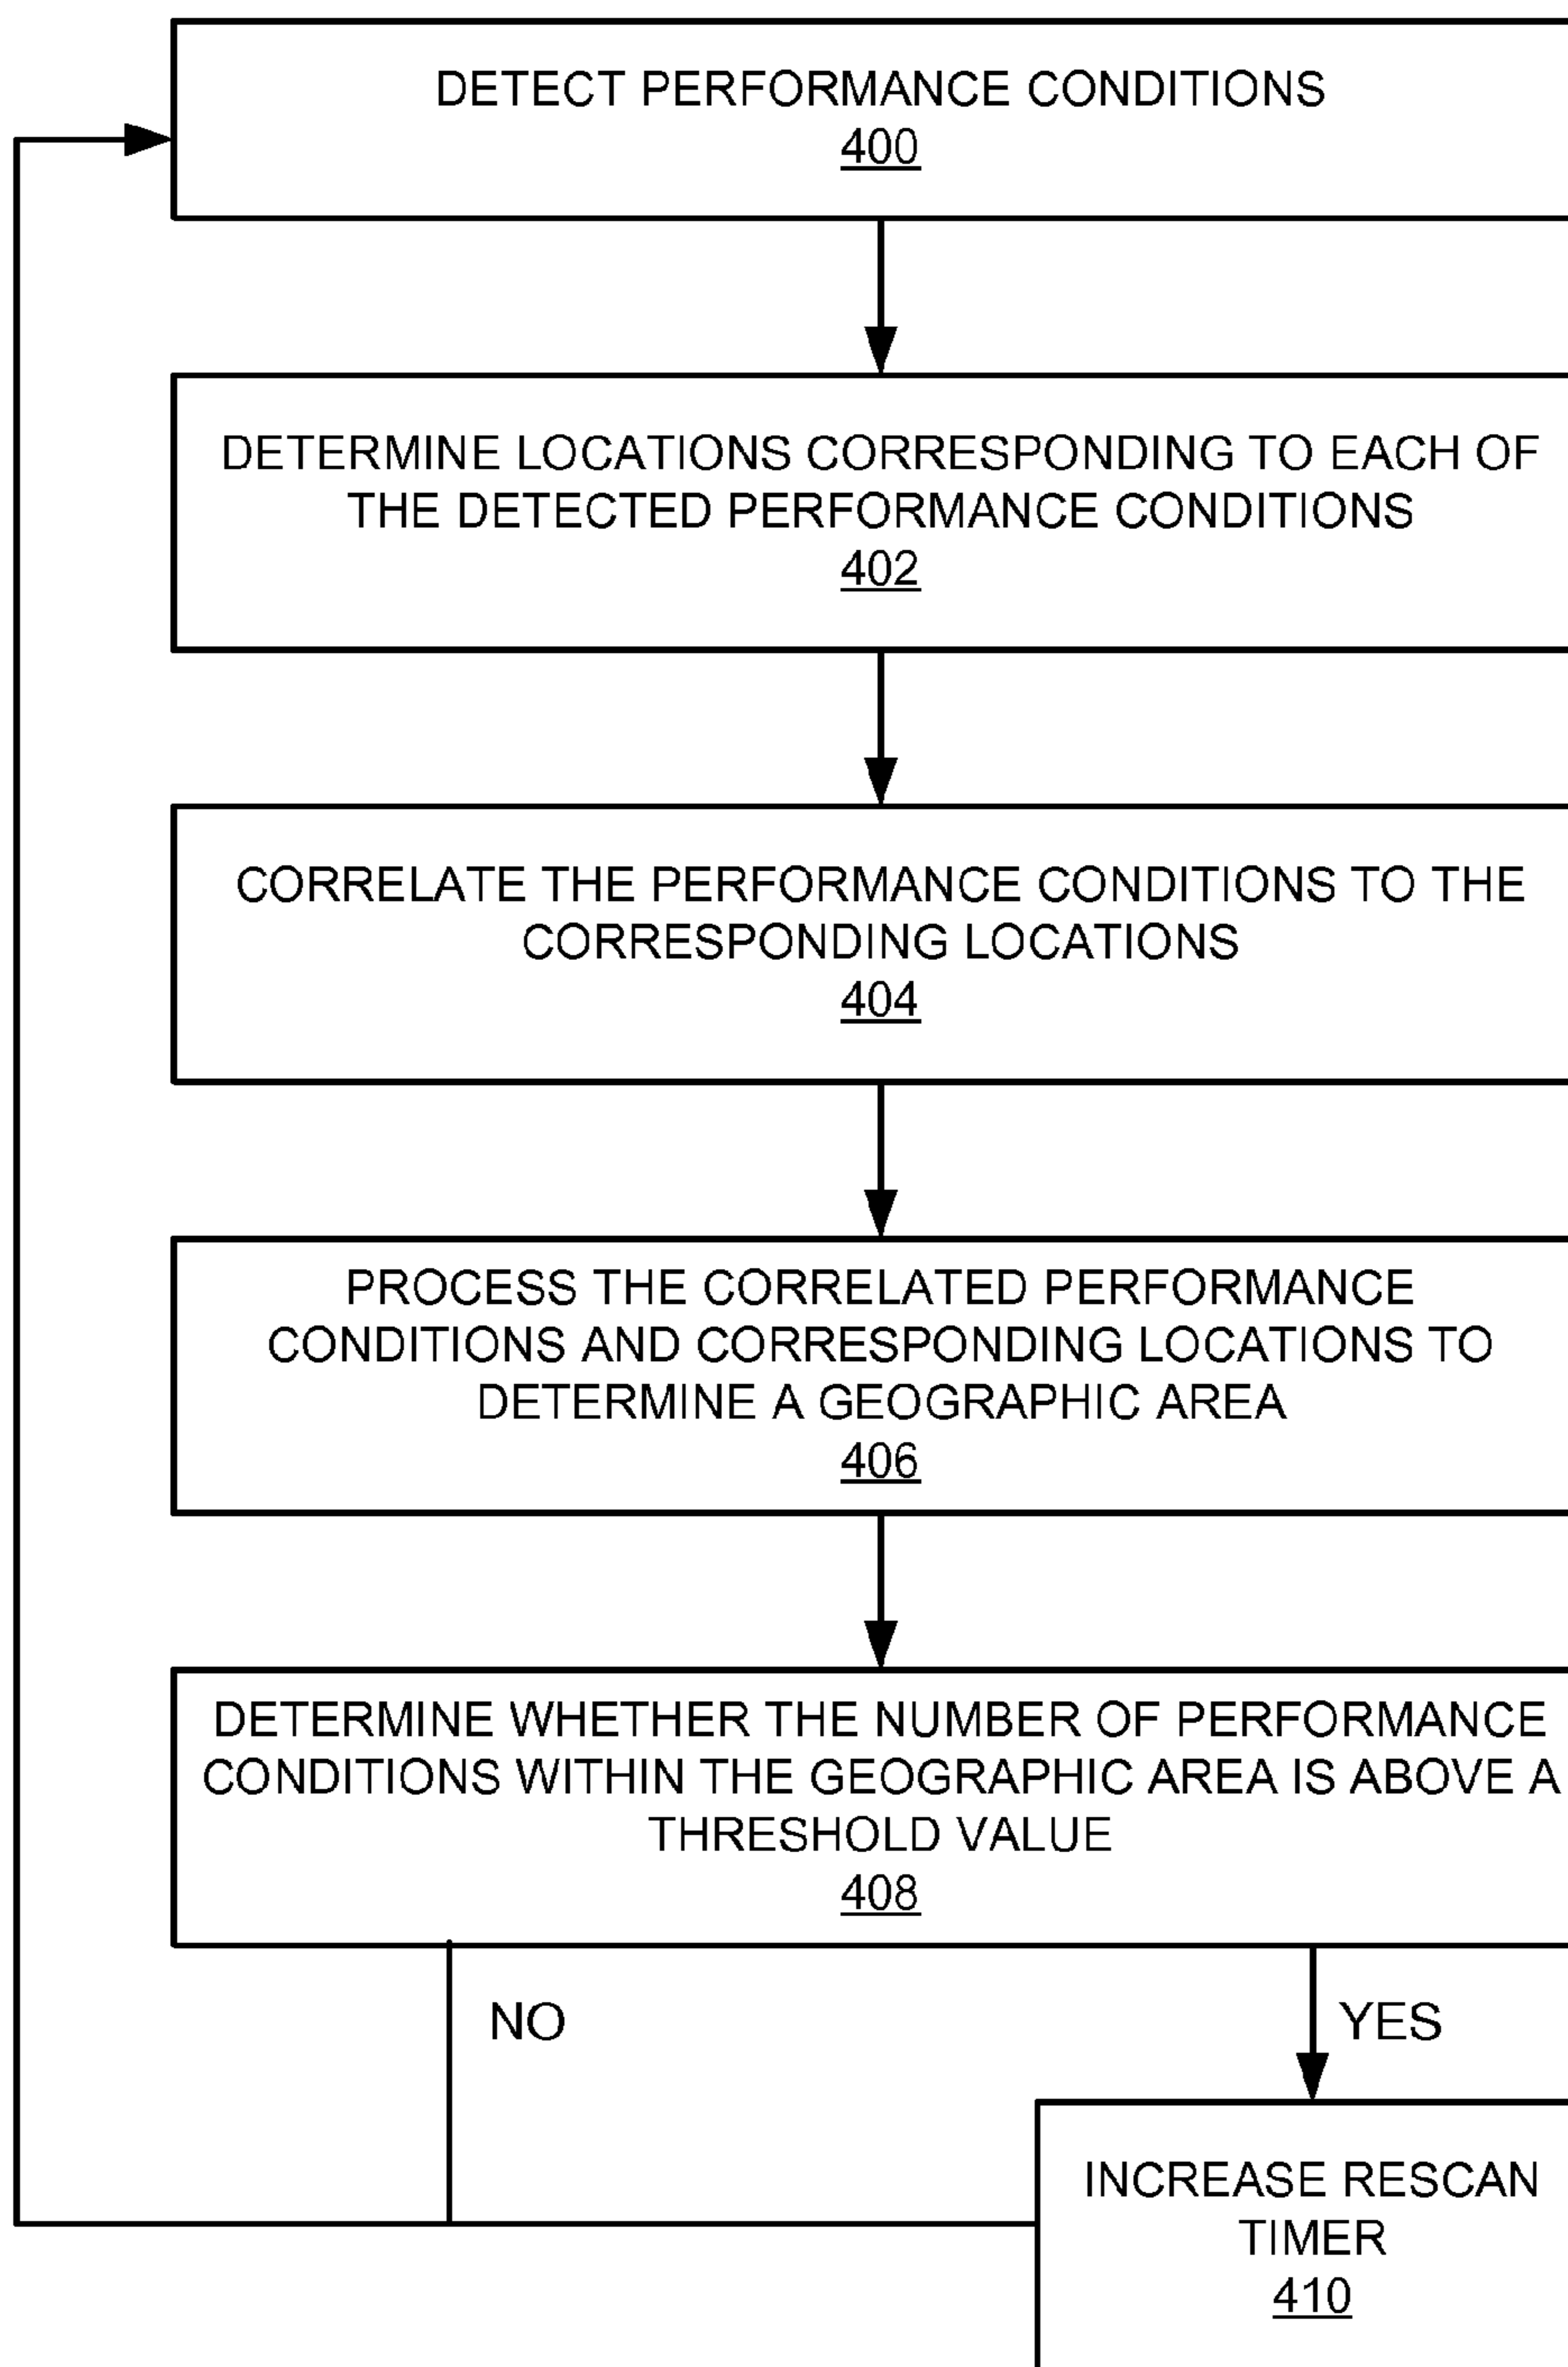 DETECT PERFORMANCE CONDITIONS
400
DETERMINE LOCATIONS CORRESPONDING TO EACH OF
THE DETECTED PERFORMANCE CONDITIONS
402
CORRELATE THE PERFORMANCE CONDITIONS TO THE
CORRESPONDING LOCATIONS
404
PROCESS THE CORRELATED PERFORMANCE
CONDITIONS AND CORRESPONDING LOCATIONS TO
DETERMINE A GEOGRAPHIC AREA
406
DETERMINE WHETHER THE NUMBER OF PERFORMANCE
CONDITIONS WITHIN THE GEOGRAPHIC AREA IS ABOVE A
THRESHOLD VALUE
408
NO
YES
INCREASE RESCAN
TIMER
410